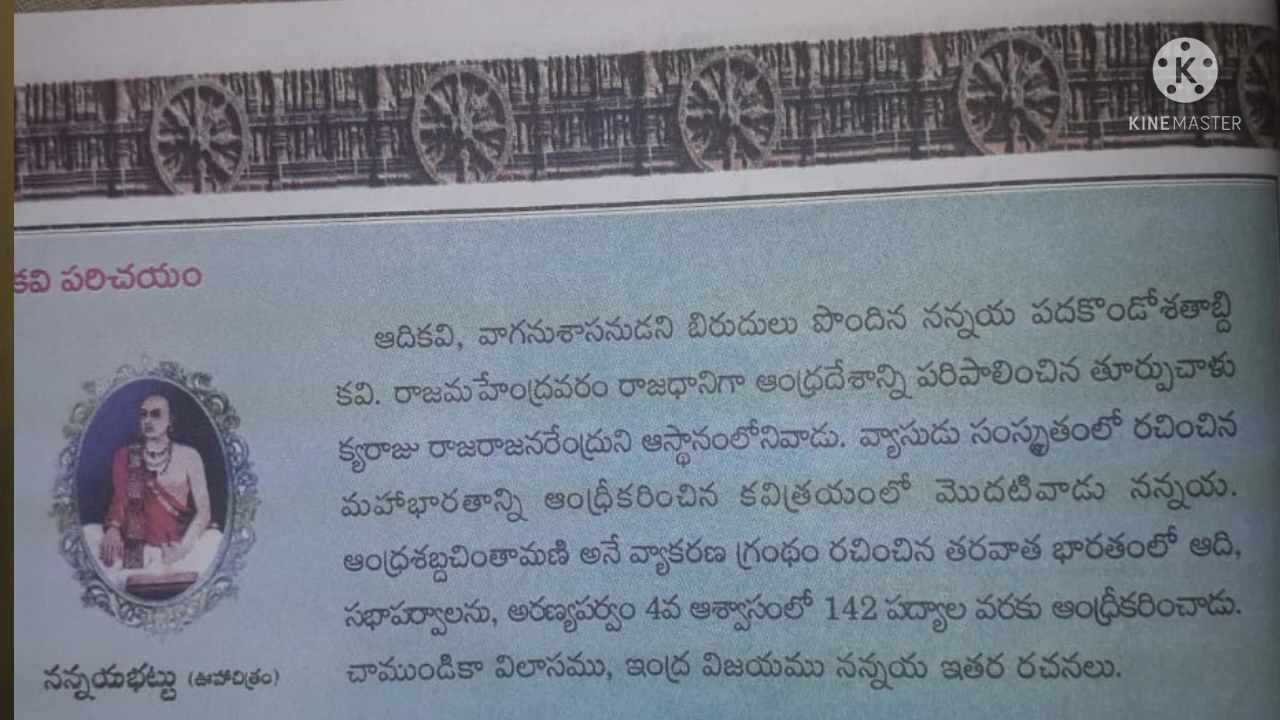 KINEMASTER
కవి పరిచయం
ఆదికవి, వాగనుశాసనుడని బిరుదులు పొందిన నన్నయ పదకొండోశతాబ్ది
కవి. రాజమహేంద్రవరం రాజధానిగా ఆంధ్రదేశాన్ని పరిపాలించిన తూర్పుచాళు
క్యరాజు రాజరాజనరేంద్రుని ఆస్థానంలోనివాడు. వ్యాసుడు సంస్కృతంలో రచించిన
మహాభారతాన్ని ఆంధ్రీకరించిన కవిత్రయంలో మొదటివాడు నన్నయ.
ఆంధ్రశబ్దచింతామణి అనే వ్యాకరణ గ్రంథం రచించిన తరవాత భారతంలో ఆది,
సభాపర్వాలను, అరణ్యపర్వం 4వ ఆశ్వాసంలో 142 పద్యాల వరకు ఆంధ్రీకరించాడు.
చాముండికా విలాసము, ఇంద్ర విజయము నన్నయ ఇతర రచనలు.
నన్నయభట్టు (ఊహాచిత్రం)